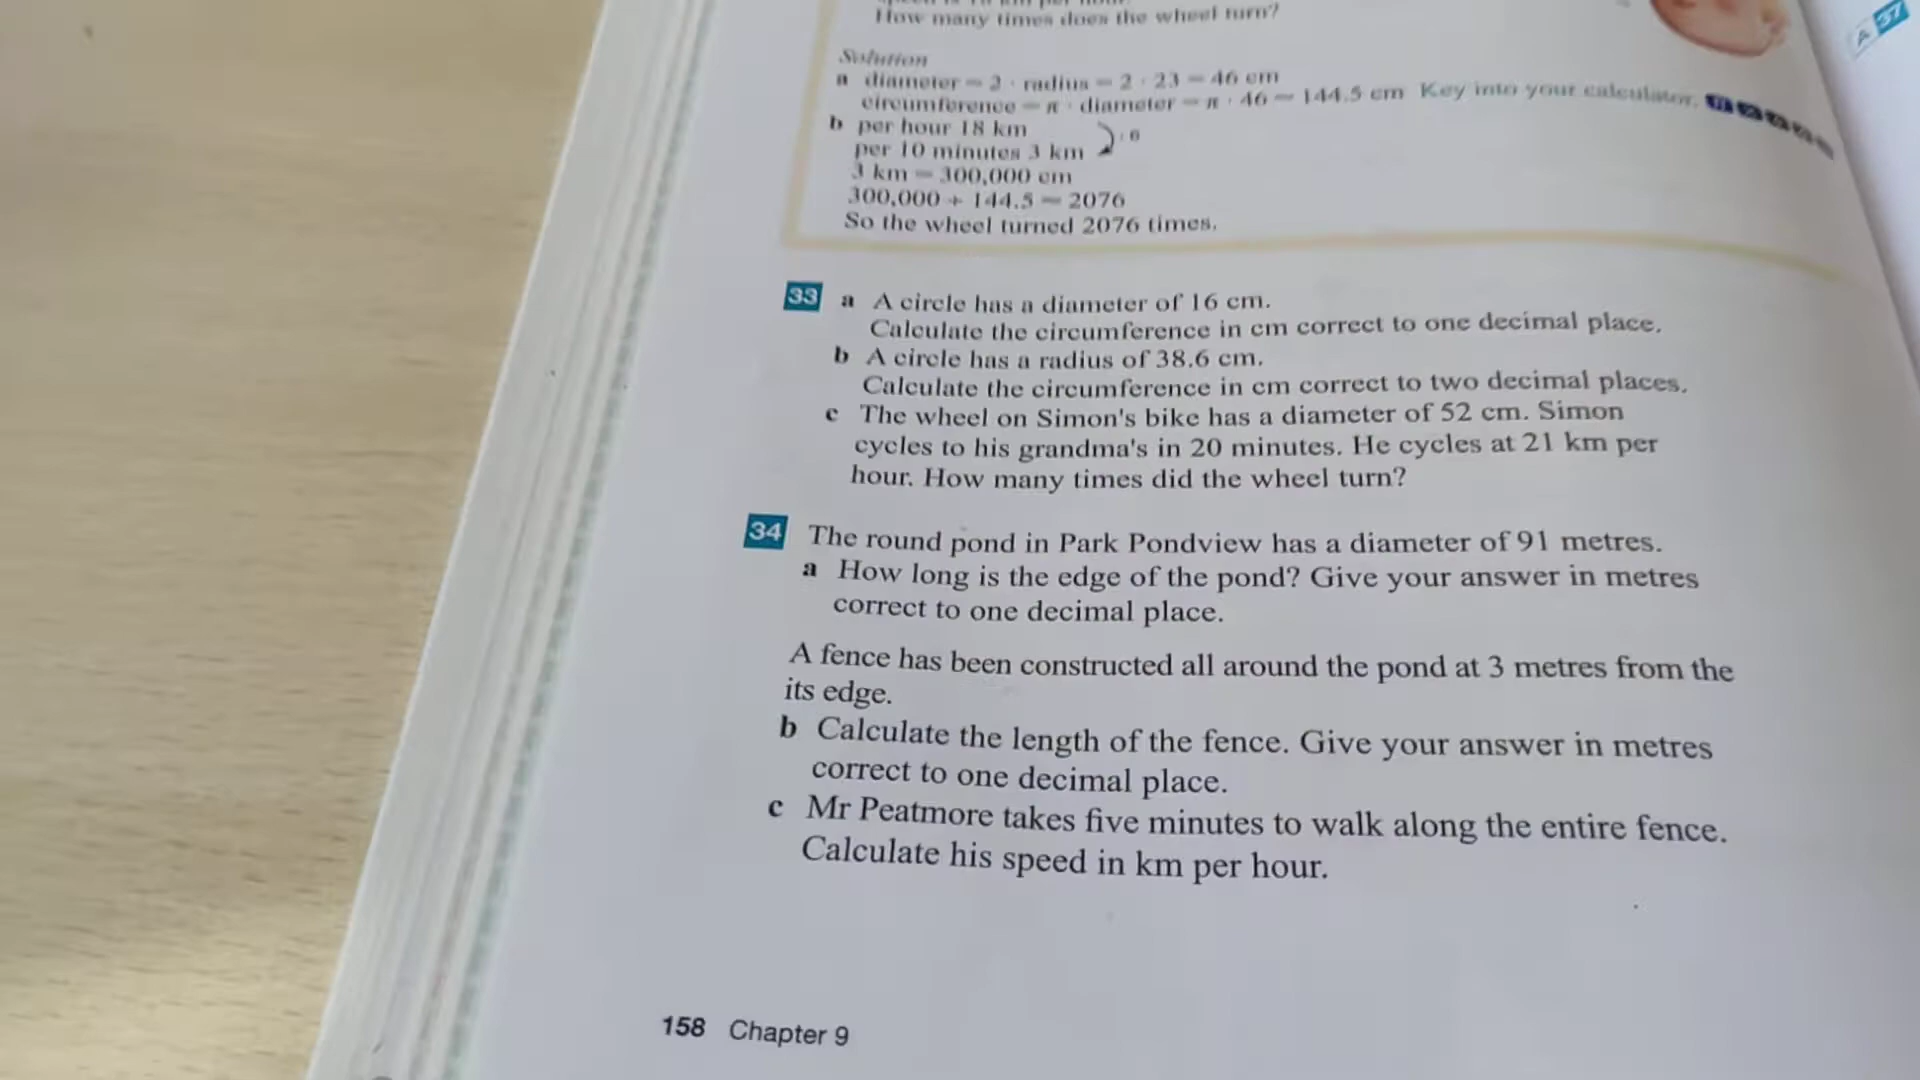 How many times does the wheel turn?
A 37
Solution
a diameter = 2 · radius = 2 · 23 = 46 cm
circumference = π · diameter = π · 46 = 144.5 cm Key into your calculator.
b per hour 18 km
per 10 minutes 3 km
: 6
3 km = 300,000 cm
300,000 ÷ 144.5 = 2076
So the wheel turned 2076 times.
33 a A circle has a diameter of 16 cm.
Calculate the circumference in cm correct to one decimal place.
b A circle has a radius of 38.6 cm.
Calculate the circumference in cm correct to two decimal places.
c The wheel on Simon's bike has a diameter of 52 cm. Simon
cycles to his grandma's in 20 minutes. He cycles at 21 km per
hour. How many times did the wheel turn?
34 The round pond in Park Pondview has a diameter of 91 metres.
a How long is the edge of the pond? Give your answer in metres
correct to one decimal place.
A fence has been constructed all around the pond at 3 metres from the
its edge.
b Calculate the length of the fence. Give your answer in metres
correct to one decimal place.
c Mr Peatmore takes five minutes to walk along the entire fence.
Calculate his speed in km per hour.
158 Chapter 9